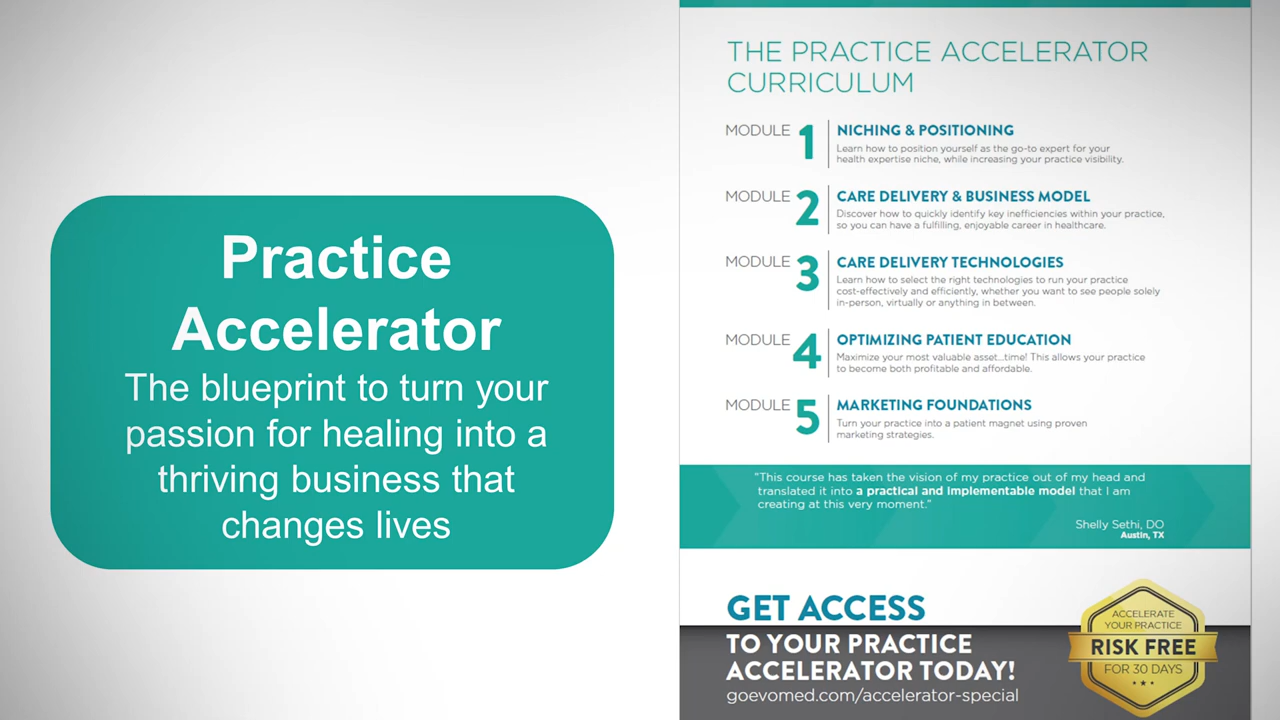 Practice
Accelerator
The blueprint to turn your
passion for healing into a
thriving business that
changes lives
THE PRACTICE ACCELERATOR
CURRICULUM
MODULE 1
NICHING & POSITIONING
Learn how to position yourself as the go-to expert for your
health expertise niche, while increasing your practice visibility.
MODULE 2
CARE DELIVERY & BUSINESS MODEL
Discover how to quickly identify key inefficiencies within your practice,
so you can have a fulfilling, enjoyable career in healthcare.
MODULE 3
CARE DELIVERY TECHNOLOGIES
Learn how to select the right technologies to run your practice
cost-effectively and efficiently, whether you want to see people solely
in-person, virtually or anything in between.
MODULE 4
OPTIMIZING PATIENT EDUCATION
Maximize your most valuable asset...time! This allows your practice
to become both profitable and affordable.
MODULE 5
MARKETING FOUNDATIONS
Turn your practice into a patient magnet using proven
marketing strategies.
"This course has taken the vision of my practice out of my head and
translated it into a practical and implementable model that I am
creating at this very moment."
Shelly Sethi, DO
Austin, TX
GET ACCESS
TO YOUR PRACTICE
ACCELERATOR TODAY!
goevomed.com/accelerator-special
ACCELERATE
YOUR PRACTICE
RISK FREE
FOR 30 DAYS